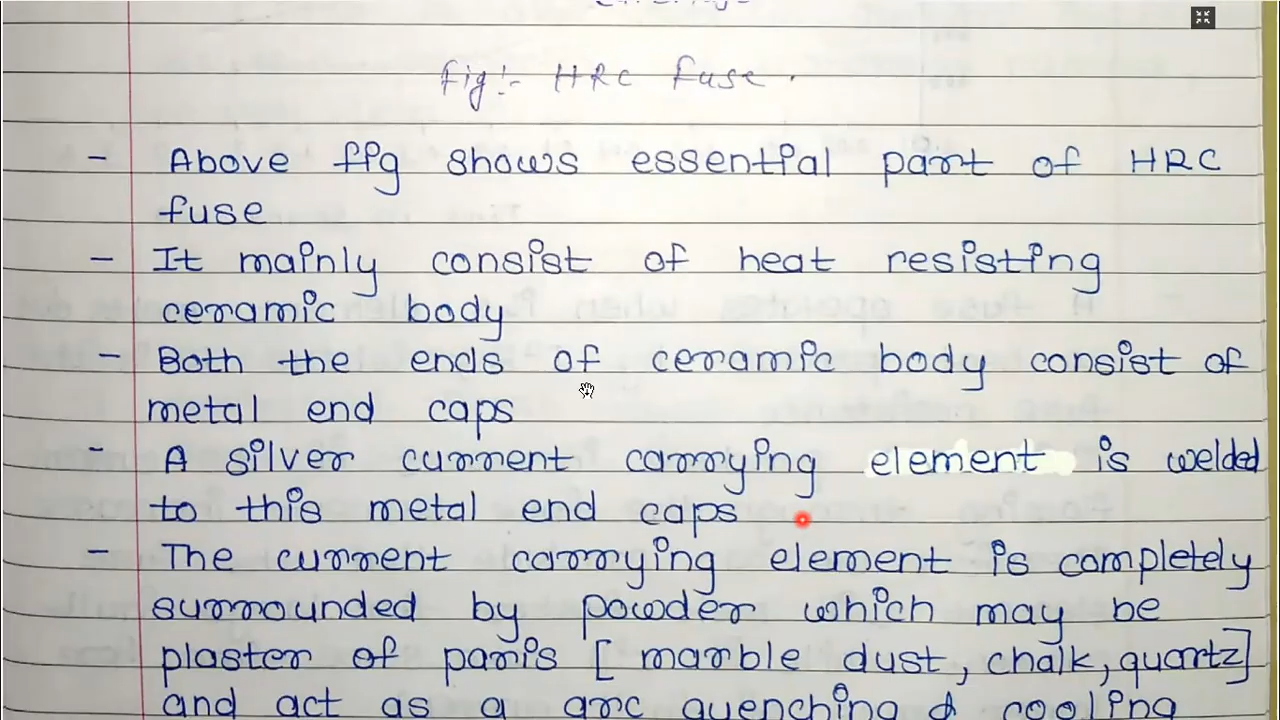 Fig:- HRC fuse.
- Above fig shows essential part of HRC
fuse
- It mainly consist of heat resisting
ceramic body
- Both the ends of ceramic body consist of
metal end caps
- A silver current carrying element is welded
to this metal end caps
- The current carrying element is completely
surrounded by powder which may be
plaster of paris [marble dust, chalk, quartz]
and act as a arc quenching & cooling